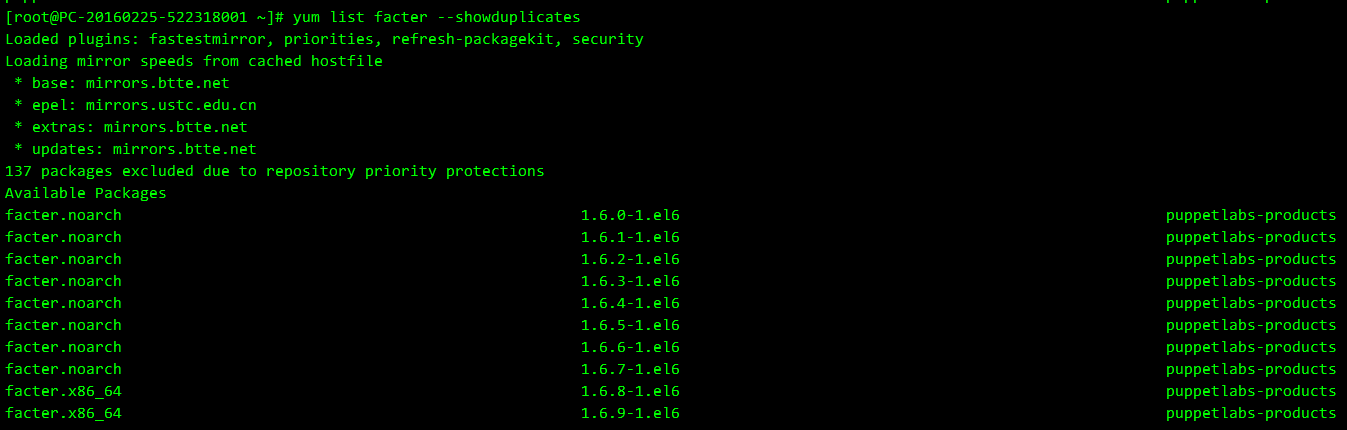 [root@PC-20160225-522318001 ~]# yum list facter --showduplicates
Loaded plugins: fastestmirror, priorities, refresh-packagekit, security
Loading mirror speeds from cached hostfile
 * base: mirrors.btte.net
 * epel: mirrors.ustc.edu.cn
 * extras: mirrors.btte.net
 * updates: mirrors.btte.net
137 packages excluded due to repository priority protections
Available Packages
facter.noarch 1.6.0-1.el6 puppetlabs-products
facter.noarch 1.6.1-1.el6 puppetlabs-products
facter.noarch 1.6.2-1.el6 puppetlabs-products
facter.noarch 1.6.3-1.el6 puppetlabs-products
facter.noarch 1.6.4-1.el6 puppetlabs-products
facter.noarch 1.6.5-1.el6 puppetlabs-products
facter.noarch 1.6.6-1.el6 puppetlabs-products
facter.noarch 1.6.7-1.el6 puppetlabs-products
facter.x86_64 1.6.8-1.el6 puppetlabs-products
facter.x86_64 1.6.9-1.el6 puppetlabs-products